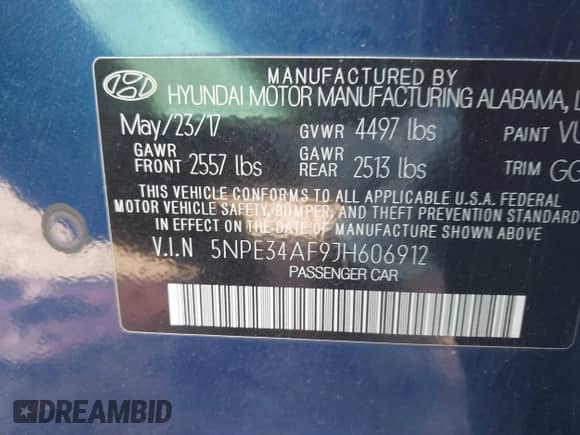 MANUFACTURED BY
HYUNDAI MOTOR MANUFACTURING ALABAMA,
May/23/17 GVWR 4497 lbs PAINT
GAWR FRONT 2557 lbs GAWR REAR 2513 lbs TRIM
THIS VEHICLE CONFORMS TO ALL APPLICABLE U.S.A. FEDERAL
MOTOR VEHICLE SAFETY, BUMPER, AND THEFT PREVENTION STANDARDS
IN EFFECT ON THE DATE OF MANUFACTURE SHOWN ABOVE.
V.I.N 5NPE34AF9JH606912
PASSENGER CAR
DREAMBID